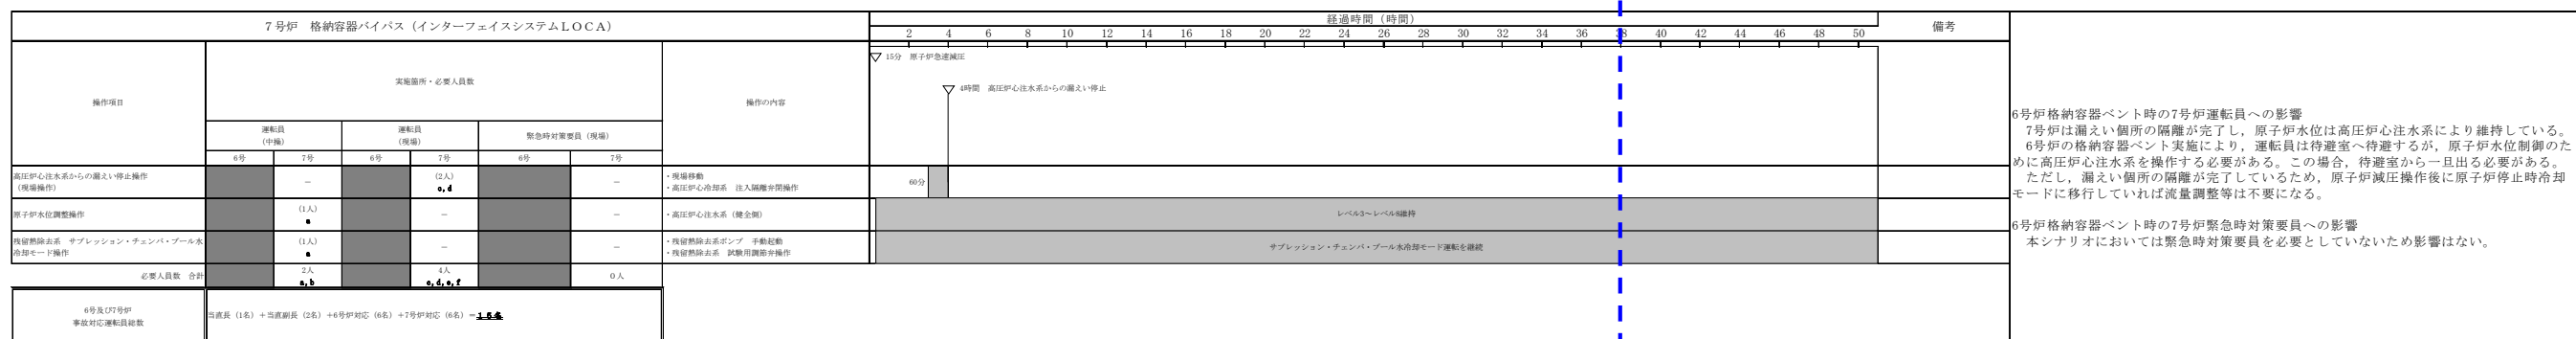 7号炉　格納容器バイパス（インターフェイスシステムＬＯＣＡ）
経過時間（時間）
備考
2 4 6 8 10 12 14 16 18 20 22 24 26 28 30 32 34 36 38 40 42 44 46 48 50
操作項目
実施箇所・必要人員数
操作の内容
15分　原子炉急速減圧
4時間　高圧炉心注水系からの漏えい停止
運転員
（中操）
運転員
（現場）
緊急時対策要員（現場）
6号 7号 6号 7号 6号 7号
高圧炉心注水系からの漏えい停止操作
（現場操作）
－
（2人）
c,d
－
・現場移動
・高圧炉心冷却系　注入隔離弁閉操作
60分
原子炉水位調整操作
（1人）
a
－
－
・高圧炉心注水系（健全側）
レベル3～レベル8維持
残留熱除去系　サプレッション・チェンバ・プール水
冷却モード操作
（1人）
a
－
－
・残留熱除去系ポンプ　手動起動
・残留熱除去系　試験用調節弁操作
サプレッション・チェンバ・プール水冷却モード運転を継続
必要人員数　合計
2人
a,b
4人
c,d,e,f
0人
6号及び7号炉
事故対応運転員総数
当直長（1名）＋当直副長（2名）＋6号炉対応（6名）＋7号炉対応（6名）＝15名
6号炉格納容器ベント時の7号炉運転員への影響
7号炉は漏えい個所の隔離が完了し，原子炉水位は高圧炉心注水系により維持している。
6号炉の格納容器ベント実施により，運転員は待避室へ待避するが，原子炉水位制御のた
めに高圧炉心注水系を操作する必要がある。この場合，待避室から一旦出る必要がある。
ただし，漏えい個所の隔離が完了しているため，原子炉減圧操作後に原子炉停止時冷却
モードに移行していれば流量調整等は不要になる。
6号炉格納容器ベント時の7号炉緊急時対策要員への影響
本シナリオにおいては緊急時対策要員を必要としていないため影響はない。